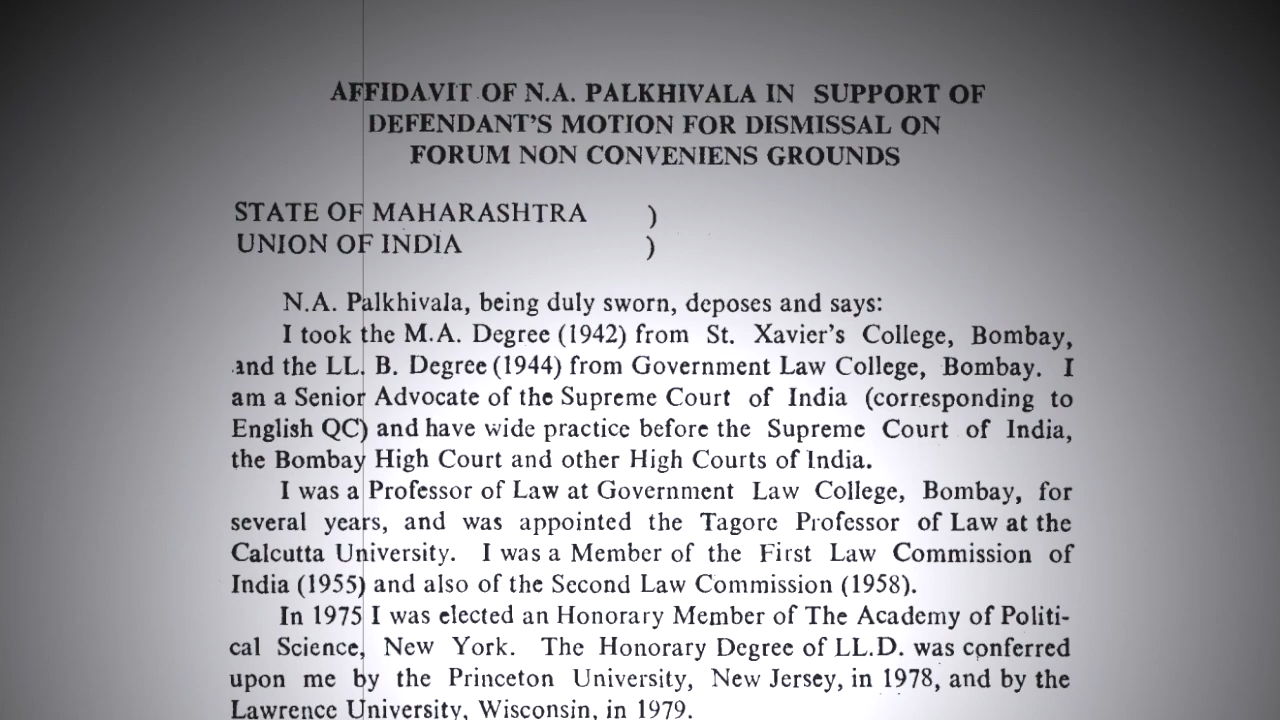 AFFIDAVIT OF N.A. PALKHIVALA IN SUPPORT OF
DEFENDANT'S MOTION FOR DISMISSAL ON
FORUM NON CONVENIENS GROUNDS
STATE OF MAHARASHTRA )
UNION OF INDIA )
N.A. Palkhivala, being duly sworn, deposes and says:
I took the M.A. Degree (1942) from St. Xavier's College, Bombay,
and the LL. B. Degree (1944) from Government Law College, Bombay. I
am a Senior Advocate of the Supreme Court of India (corresponding to
English QC) and have wide practice before the Supreme Court of India,
the Bombay High Court and other High Courts of India.
I was a Professor of Law at Government Law College, Bombay, for
several years, and was appointed the Tagore Professor of Law at the
Calcutta University. I was a Member of the First Law Commission of
India (1955) and also of the Second Law Commission (1958).
In 1975 I was elected an Honorary Member of The Academy of Politi-
cal Science, New York. The Honorary Degree of LL.D. was conferred
upon me by the Princeton University, New Jersey, in 1978, and by the
Lawrence University, Wisconsin, in 1979.